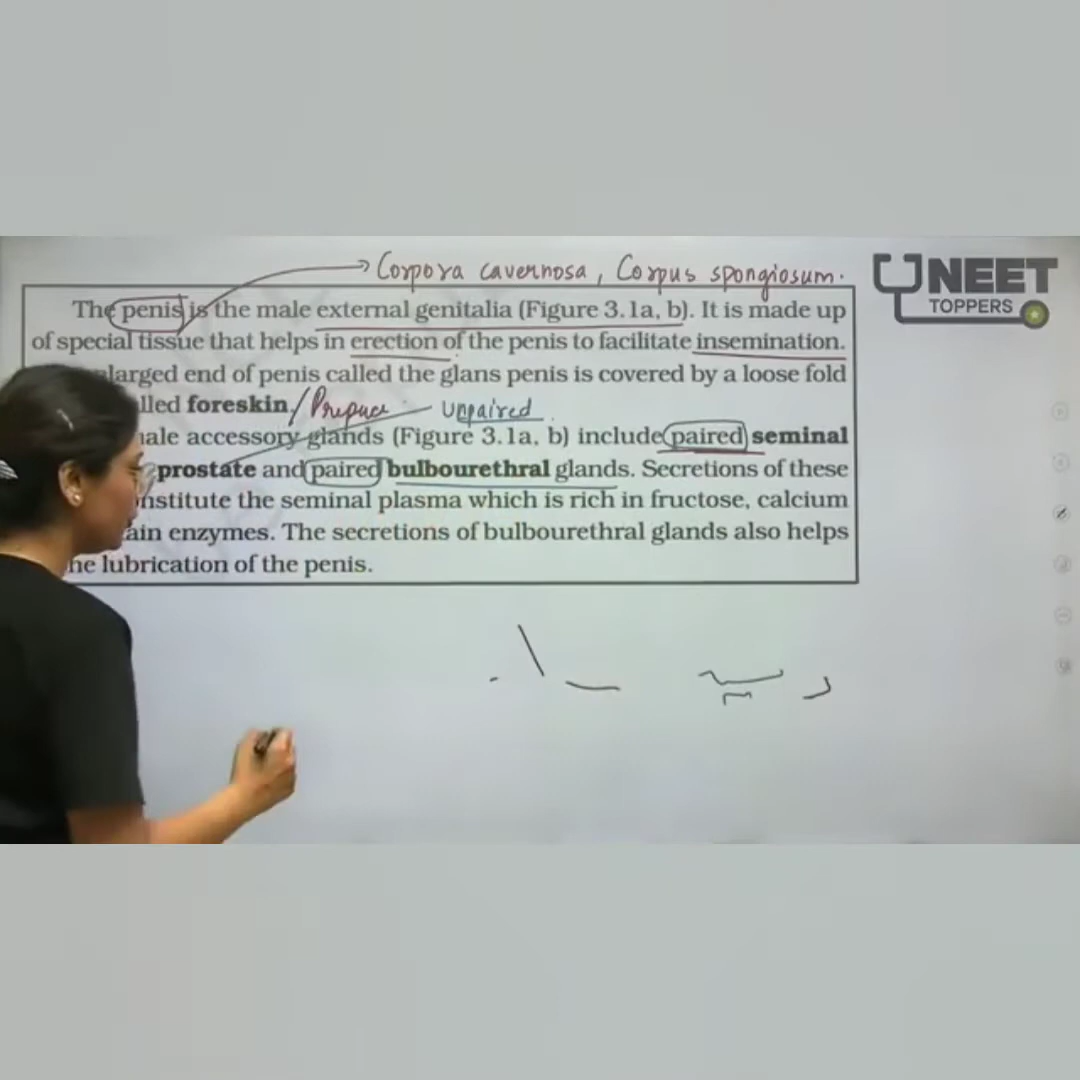 Corpora cavernosa, Corpus spongiosum.
NEET
TOPPERS
The penis is the male external genitalia (Figure 3.1a, b). It is made up
of special tissue that helps in erection of the penis to facilitate insemination.
larged end of penis called the glans penis is covered by a loose fold
lled foreskin. / Prepuce unpaired
ale accessory glands (Figure 3.1a, b) include paired seminal
prostate and paired bulbourethral glands. Secretions of these
nstitute the seminal plasma which is rich in fructose, calcium
ain enzymes. The secretions of bulbourethral glands also helps
he lubrication of the penis.